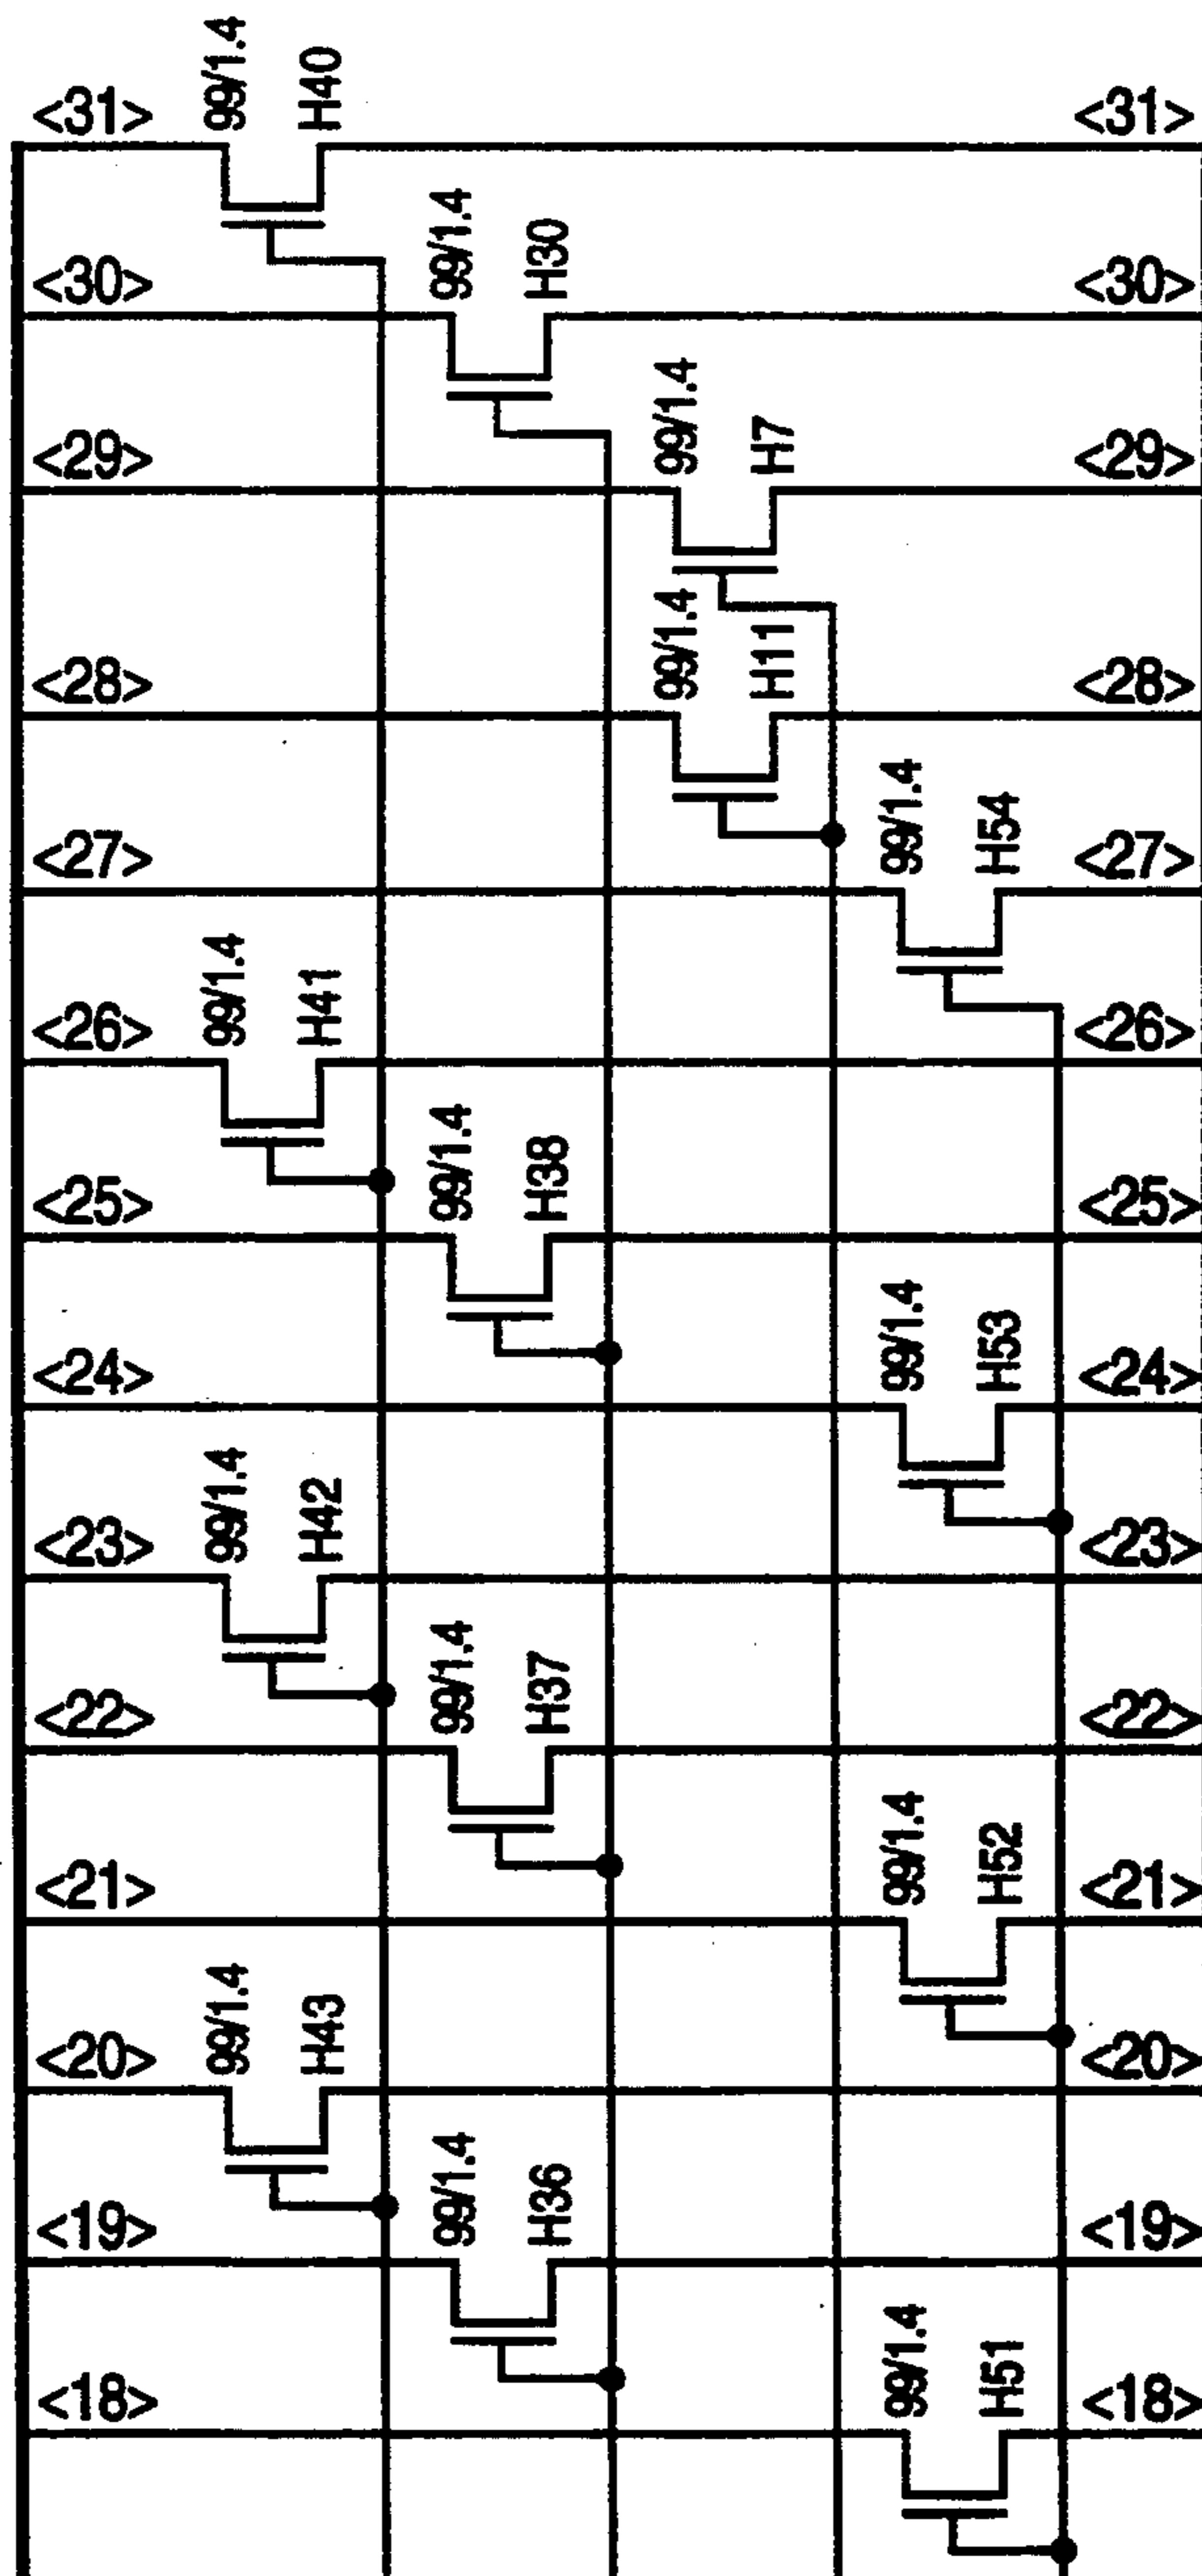 <31> 99/1.4 H40 <31>
<30> 99/1.4 H30 <30>
<29> 99/1.4 H7 <29>
<28> 99/1.4 H11 <28>
<27> 99/1.4 H54 <27>
<26> 99/1.4 H41 <26>
<25> 99/1.4 H38 <25>
<24> 99/1.4 H53 <24>
<23> 99/1.4 H42 <23>
<22> 99/1.4 H37 <22>
<21> 99/1.4 H52 <21>
<20> 99/1.4 H43 <20>
<19> 99/1.4 H36 <19>
<18> 99/1.4 H51 <18>